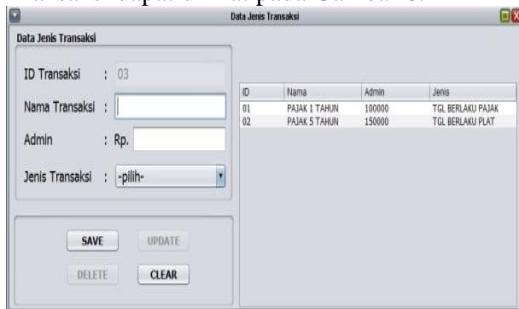 Data Jenis Transaksi
Data Jenis Transaksi
ID Transaksi : 03
Nama Transaksi :
Admin : Rp.
Jenis Transaksi : -pilih-
SAVE UPDATE
DELETE CLEAR
ID Nama Admin Jenis
01 PAJAK 1 TAHUN 100000 TGL BERLAKU PAJAK
02 PAJAK 5 TAHUN 150000 TGL BERLAKU PLAT